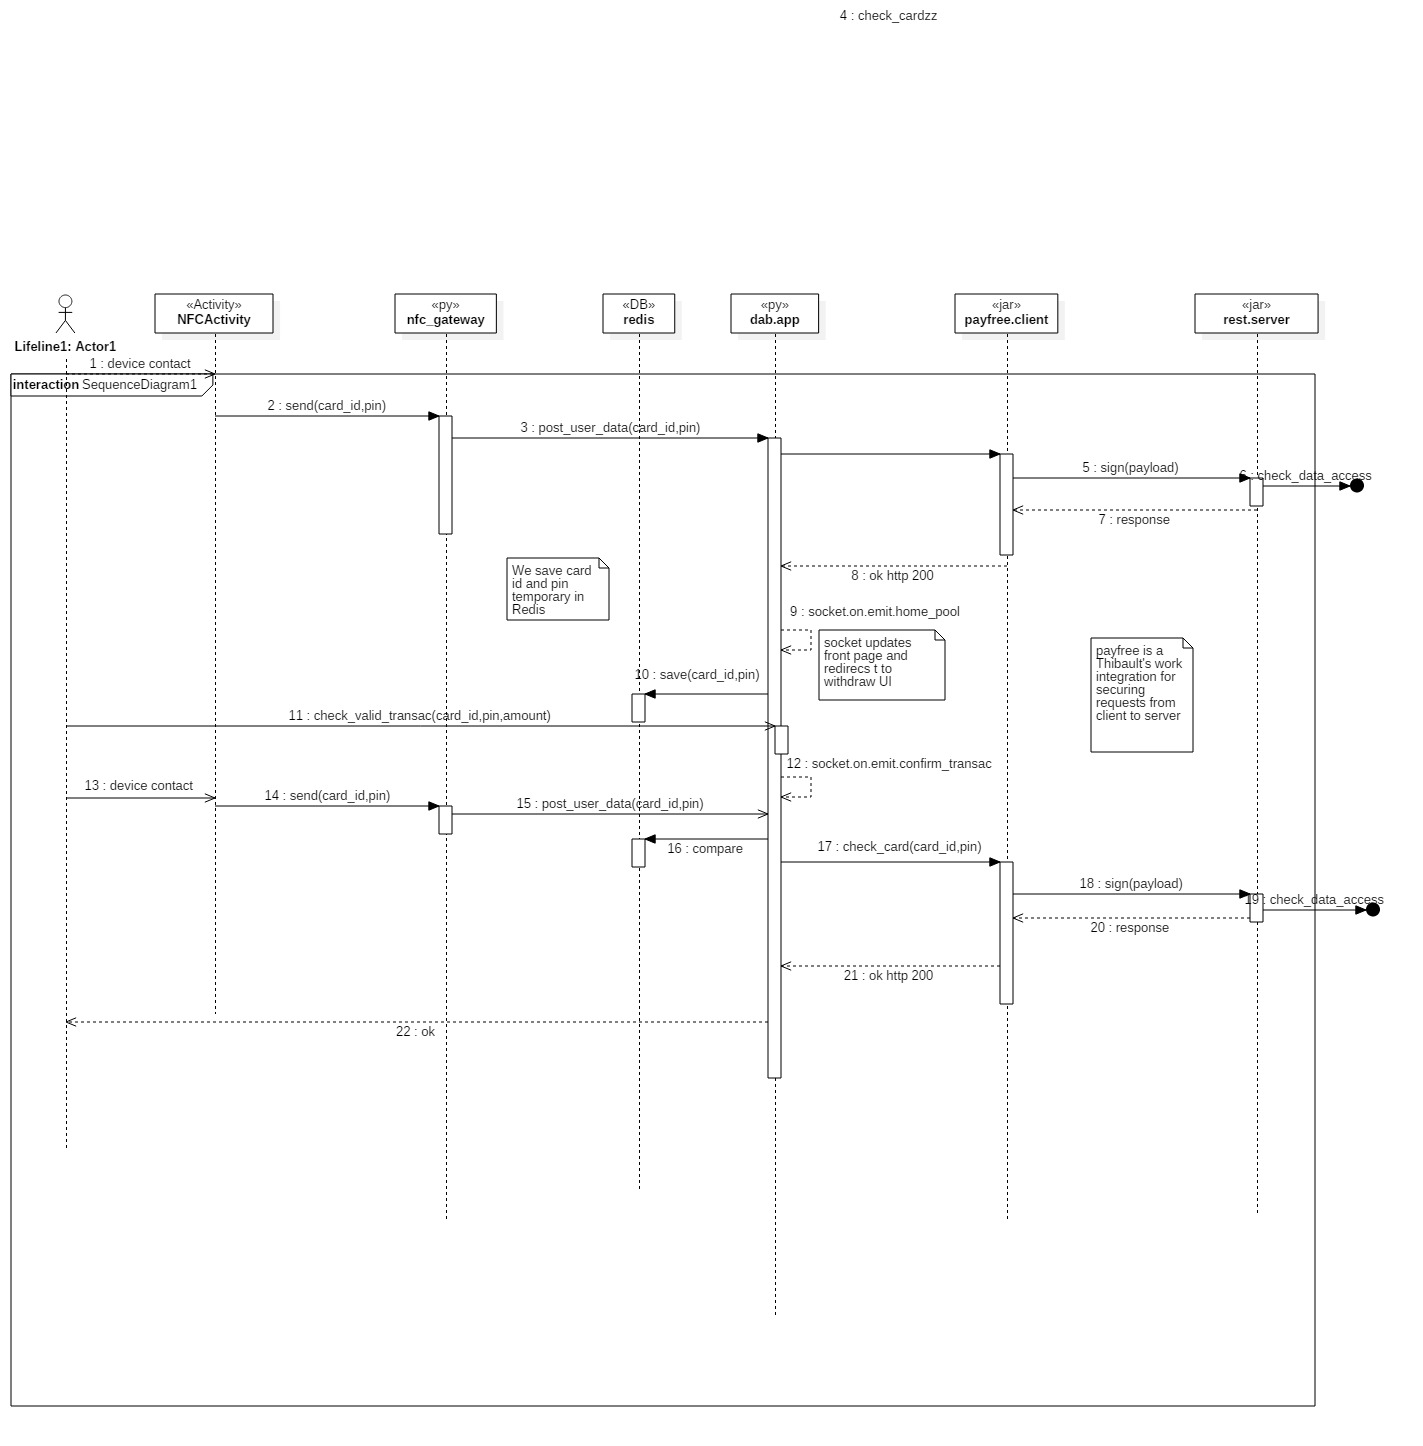 4 : check_cardzz
«Activity»
NFCActivity
«py»
nfc_gateway
«DB»
redis
«py»
dab.app
«jar»
payfree.client
«jar»
rest.server
Lifeline1: Actor1
1 : device contact
interaction SequenceDiagram1
2 : send(card_id,pin)
3 : post_user_data(card_id,pin)
5 : sign(payload)
6 : check_data_access
7 : response
8 : ok http 200
We save card
id and pin
temporary in
Redis
9 : socket.on.emit.home_pool
socket updates
front page and
redirecs t to
withdraw UI
payfree is a
Thibault's work
integration for
securing
requests from
client to server
10 : save(card_id,pin)
11 : check_valid_transac(card_id,pin,amount)
12 : socket.on.emit.confirm_transac
13 : device contact
14 : send(card_id,pin)
15 : post_user_data(card_id,pin)
16 : compare
17 : check_card(card_id,pin)
18 : sign(payload)
19 : check_data_access
20 : response
21 : ok http 200
22 : ok